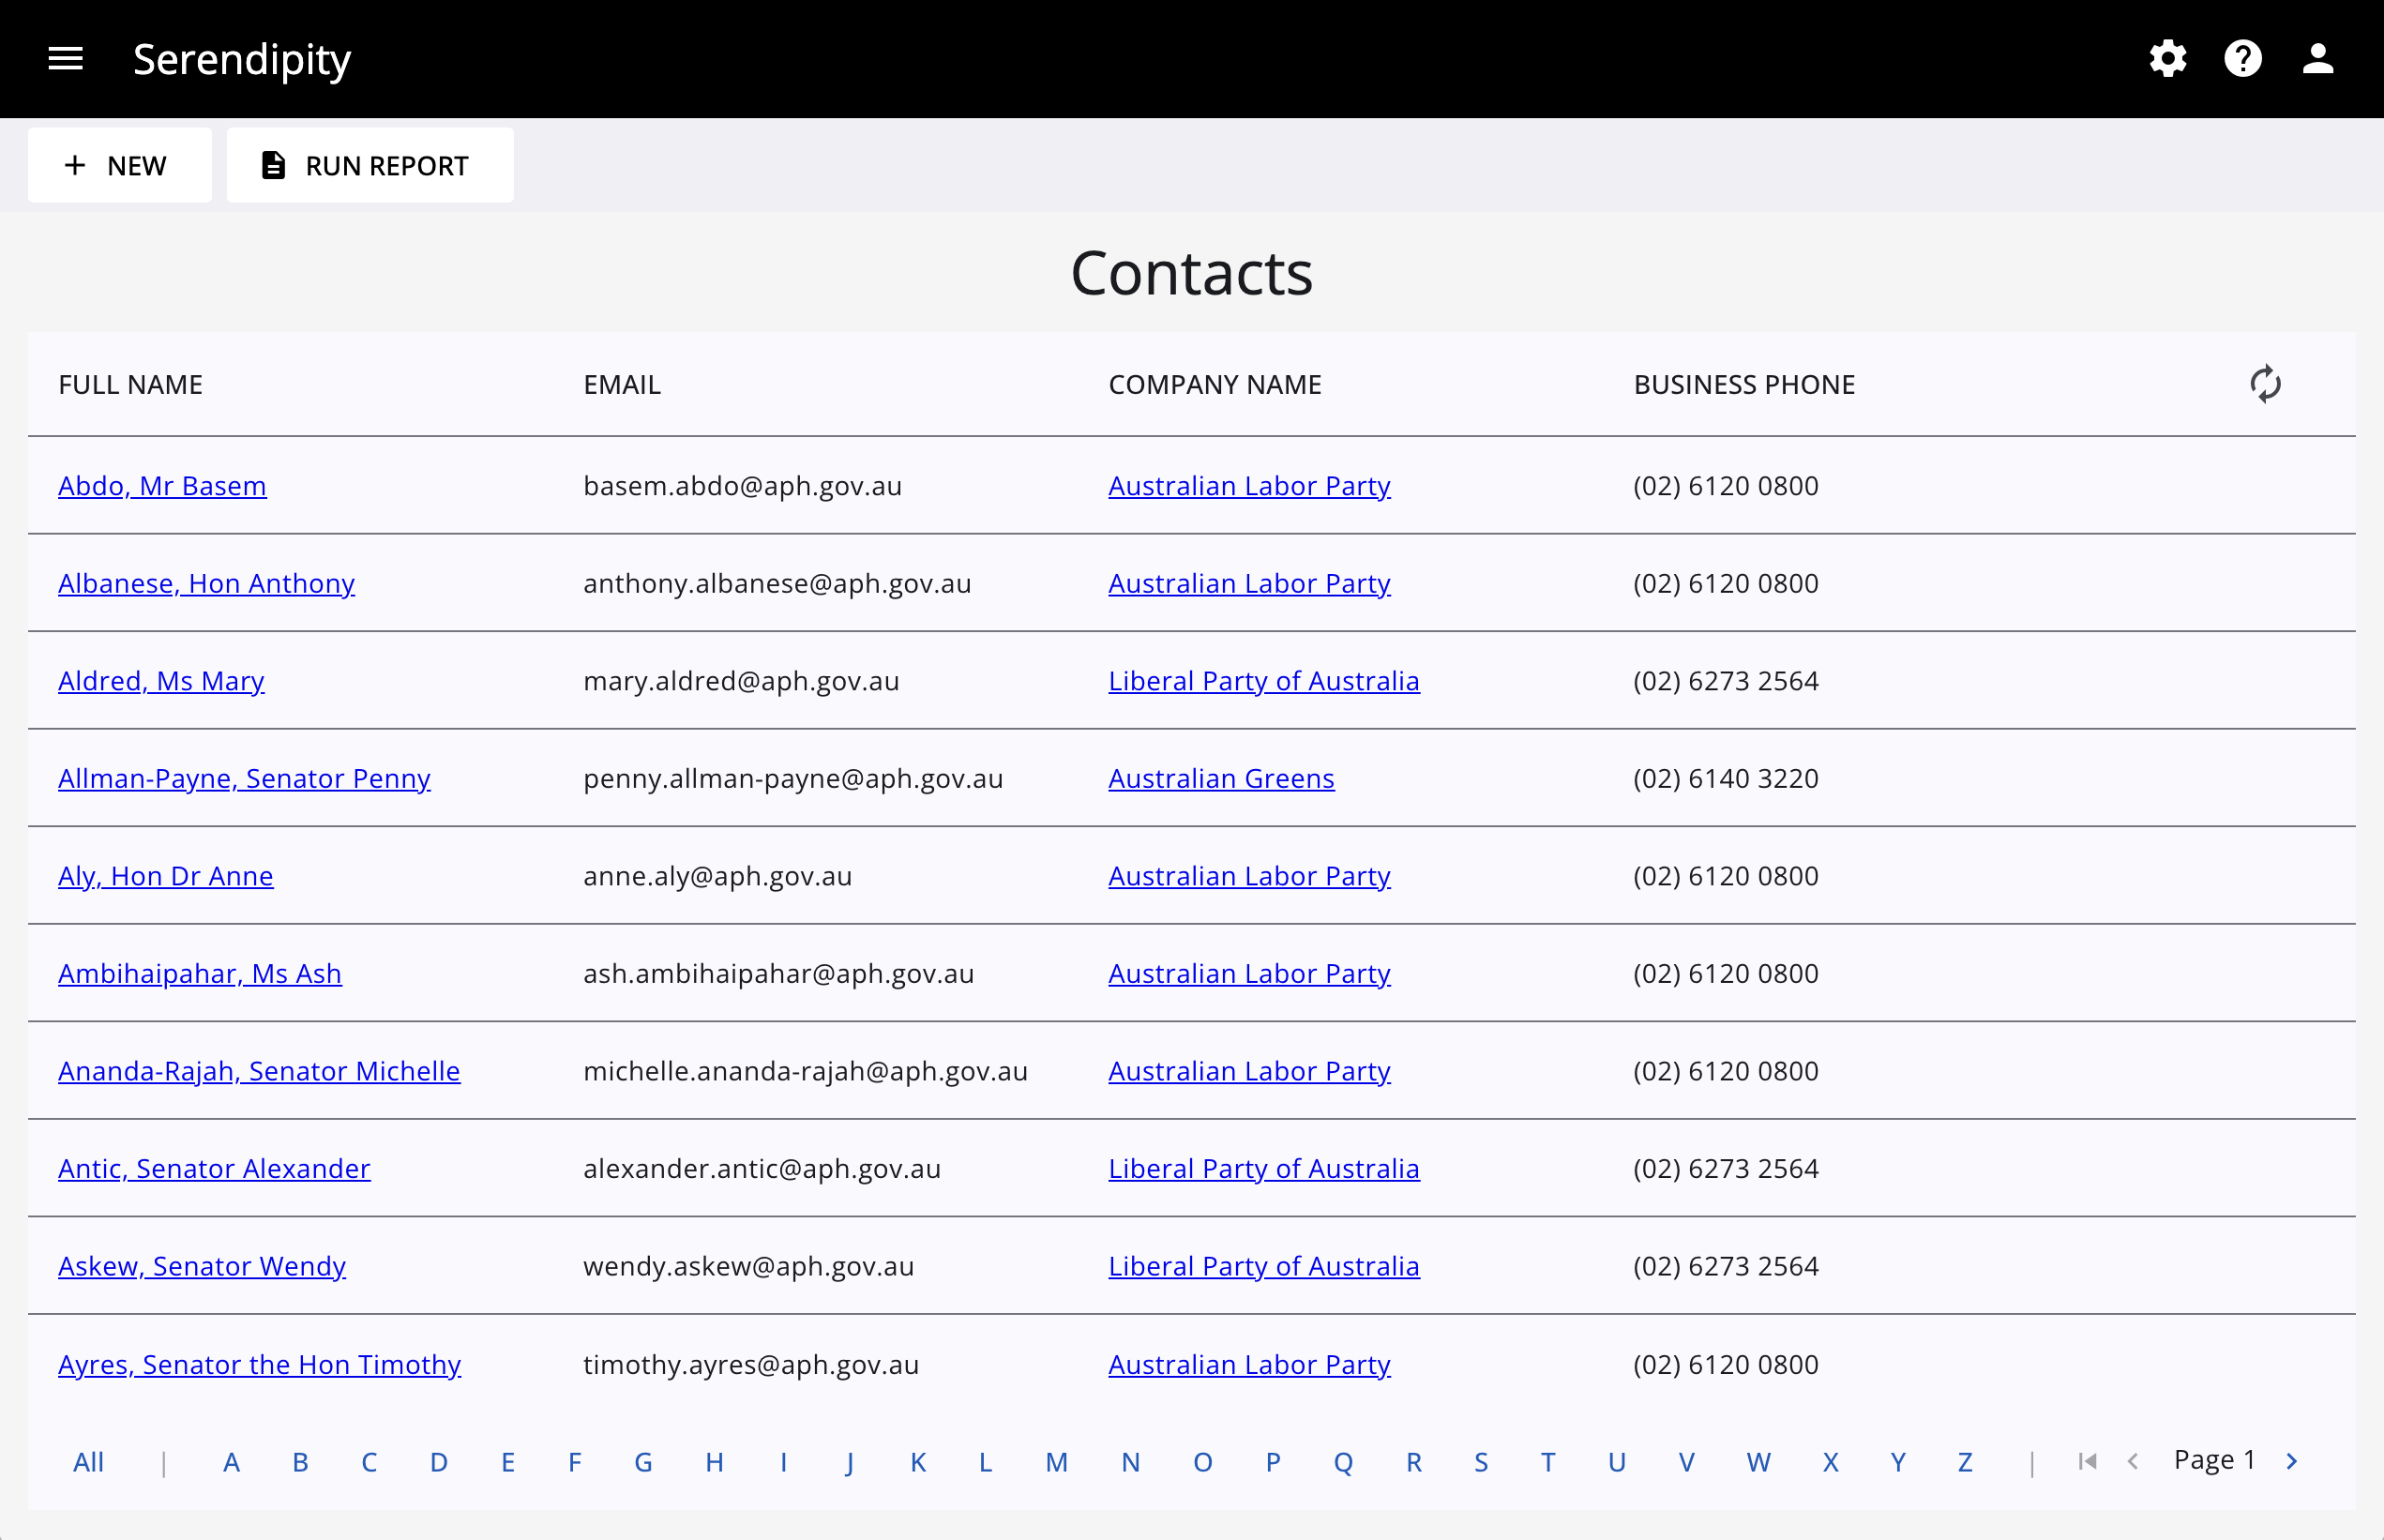 Serendipity
NEW RUN REPORT
Contacts
FULL NAME EMAIL COMPANY NAME BUSINESS PHONE
Abdo, Mr Basem basem.abdo@aph.gov.au Australian Labor Party (02) 6120 0800
Albanese, Hon Anthony anthony.albanese@aph.gov.au Australian Labor Party (02) 6120 0800
Aldred, Ms Mary mary.aldred@aph.gov.au Liberal Party of Australia (02) 6273 2564
Allman-Payne, Senator Penny penny.allman-payne@aph.gov.au Australian Greens (02) 6140 3220
Aly, Hon Dr Anne anne.aly@aph.gov.au Australian Labor Party (02) 6120 0800
Ambihaipahar, Ms Ash ash.ambihaipahar@aph.gov.au Australian Labor Party (02) 6120 0800
Ananda-Rajah, Senator Michelle michelle.ananda-rajah@aph.gov.au Australian Labor Party (02) 6120 0800
Antic, Senator Alexander alexander.antic@aph.gov.au Liberal Party of Australia (02) 6273 2564
Askew, Senator Wendy wendy.askew@aph.gov.au Liberal Party of Australia (02) 6273 2564
Ayres, Senator the Hon Timothy timothy.ayres@aph.gov.au Australian Labor Party (02) 6120 0800
All | A B C D E F G H I J K L M N O P Q R S T U V W X Y Z | Page 1